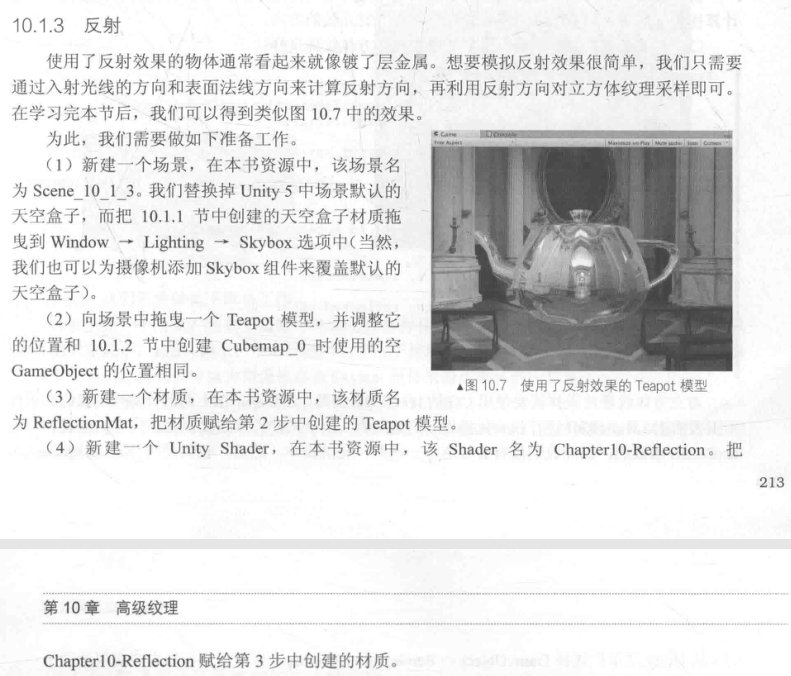 10.1.3 反射
使用了反射效果的物体通常看起来就像镀了层金属。想要模拟反射效果很简单，我们只需要
通过入射光线的方向和表面法线方向来计算反射方向，再利用反射方向对立方体纹理采样即可。
在学习完本节后，我们可以得到类似图 10.7 中的效果。
为此，我们需要做如下准备工作。
（1）新建一个场景，在本书资源中，该场景名
为 Scene_10_1_3。我们替换掉 Unity 5 中场景默认的
天空盒子，而把 10.1.1 节中创建的天空盒子材质拖
曳到 Window → Lighting → Skybox 选项中（当然，
我们也可以为摄像机添加 Skybox 组件来覆盖默认的
天空盒子）。
（2）向场景中拖曳一个 Teapot 模型，并调整它
的位置和 10.1.2 节中创建 Cubemap_0 时使用的空
GameObject 的位置相同。
（3）新建一个材质，在本书资源中，该材质名
为 ReflectionMat，把材质赋给第 2 步中创建的 Teapot 模型。
（4）新建一个 Unity Shader，在本书资源中，该 Shader 名为 Chapter10-Reflection。把
Game
Free Aspect
Maximize on Play
Mute audio
Stats
Gizmos
▲图 10.7 使用了反射效果的 Teapot 模型
213
第 10 章 高级纹理
Chapter10-Reflection 赋给第 3 步中创建的材质。